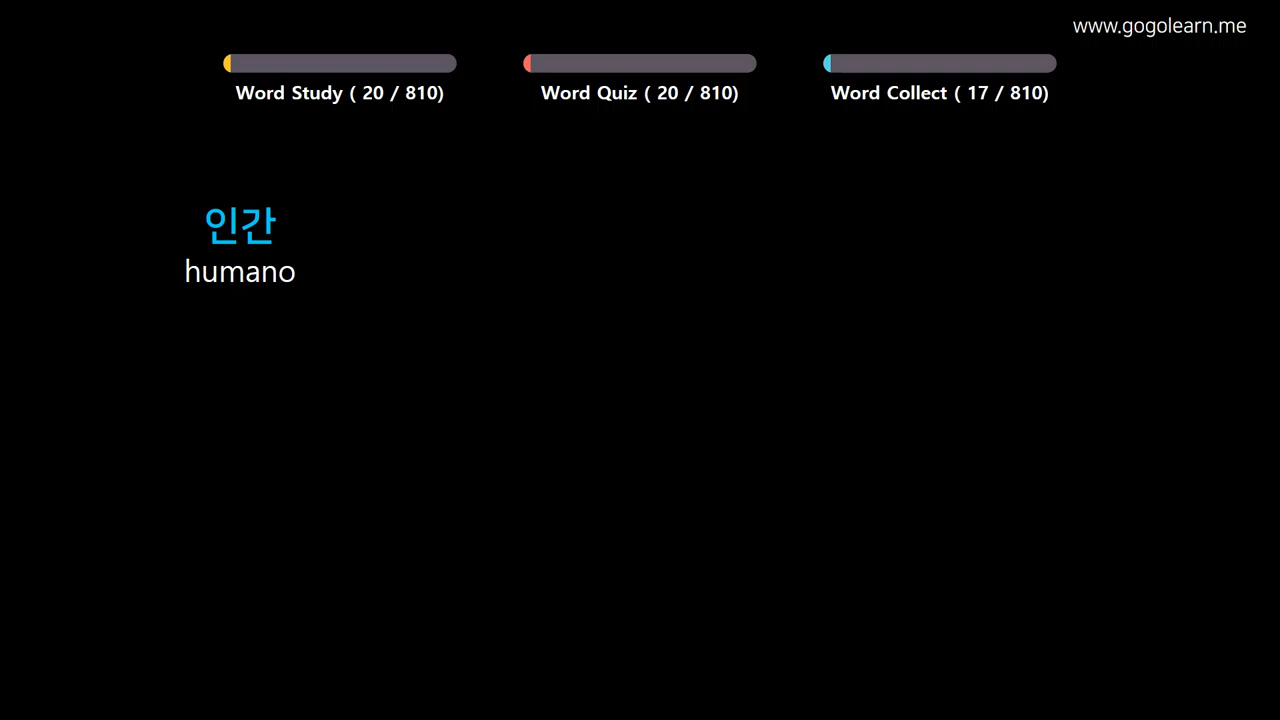 www.gogolearn.me
Word Study ( 20 / 810)
Word Quiz ( 20 / 810)
Word Collect ( 17 / 810)
인간
humano